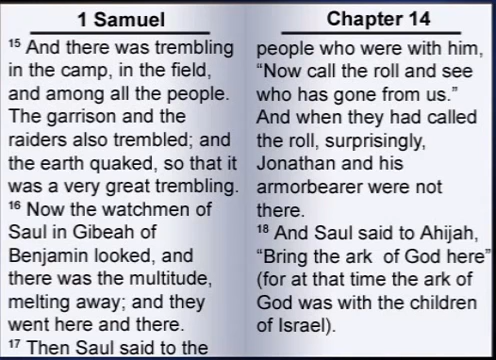 1 Samuel
Chapter 14
15 And there was trembling
in the camp, in the field,
and among all the people.
The garrison and the
raiders also trembled; and
the earth quaked, so that it
was a very great trembling.
16 Now the watchmen of
Saul in Gibeah of
Benjamin looked, and
there was the multitude,
melting away; and they
went here and there.
17 Then Saul said to the
people who were with him,
“Now call the roll and see
who has gone from us.”
And when they had called
the roll, surprisingly,
Jonathan and his
armorbearer were not
there.
18 And Saul said to Ahijah,
“Bring the ark of God here”
(for at that time the ark of
God was with the children
of Israel).